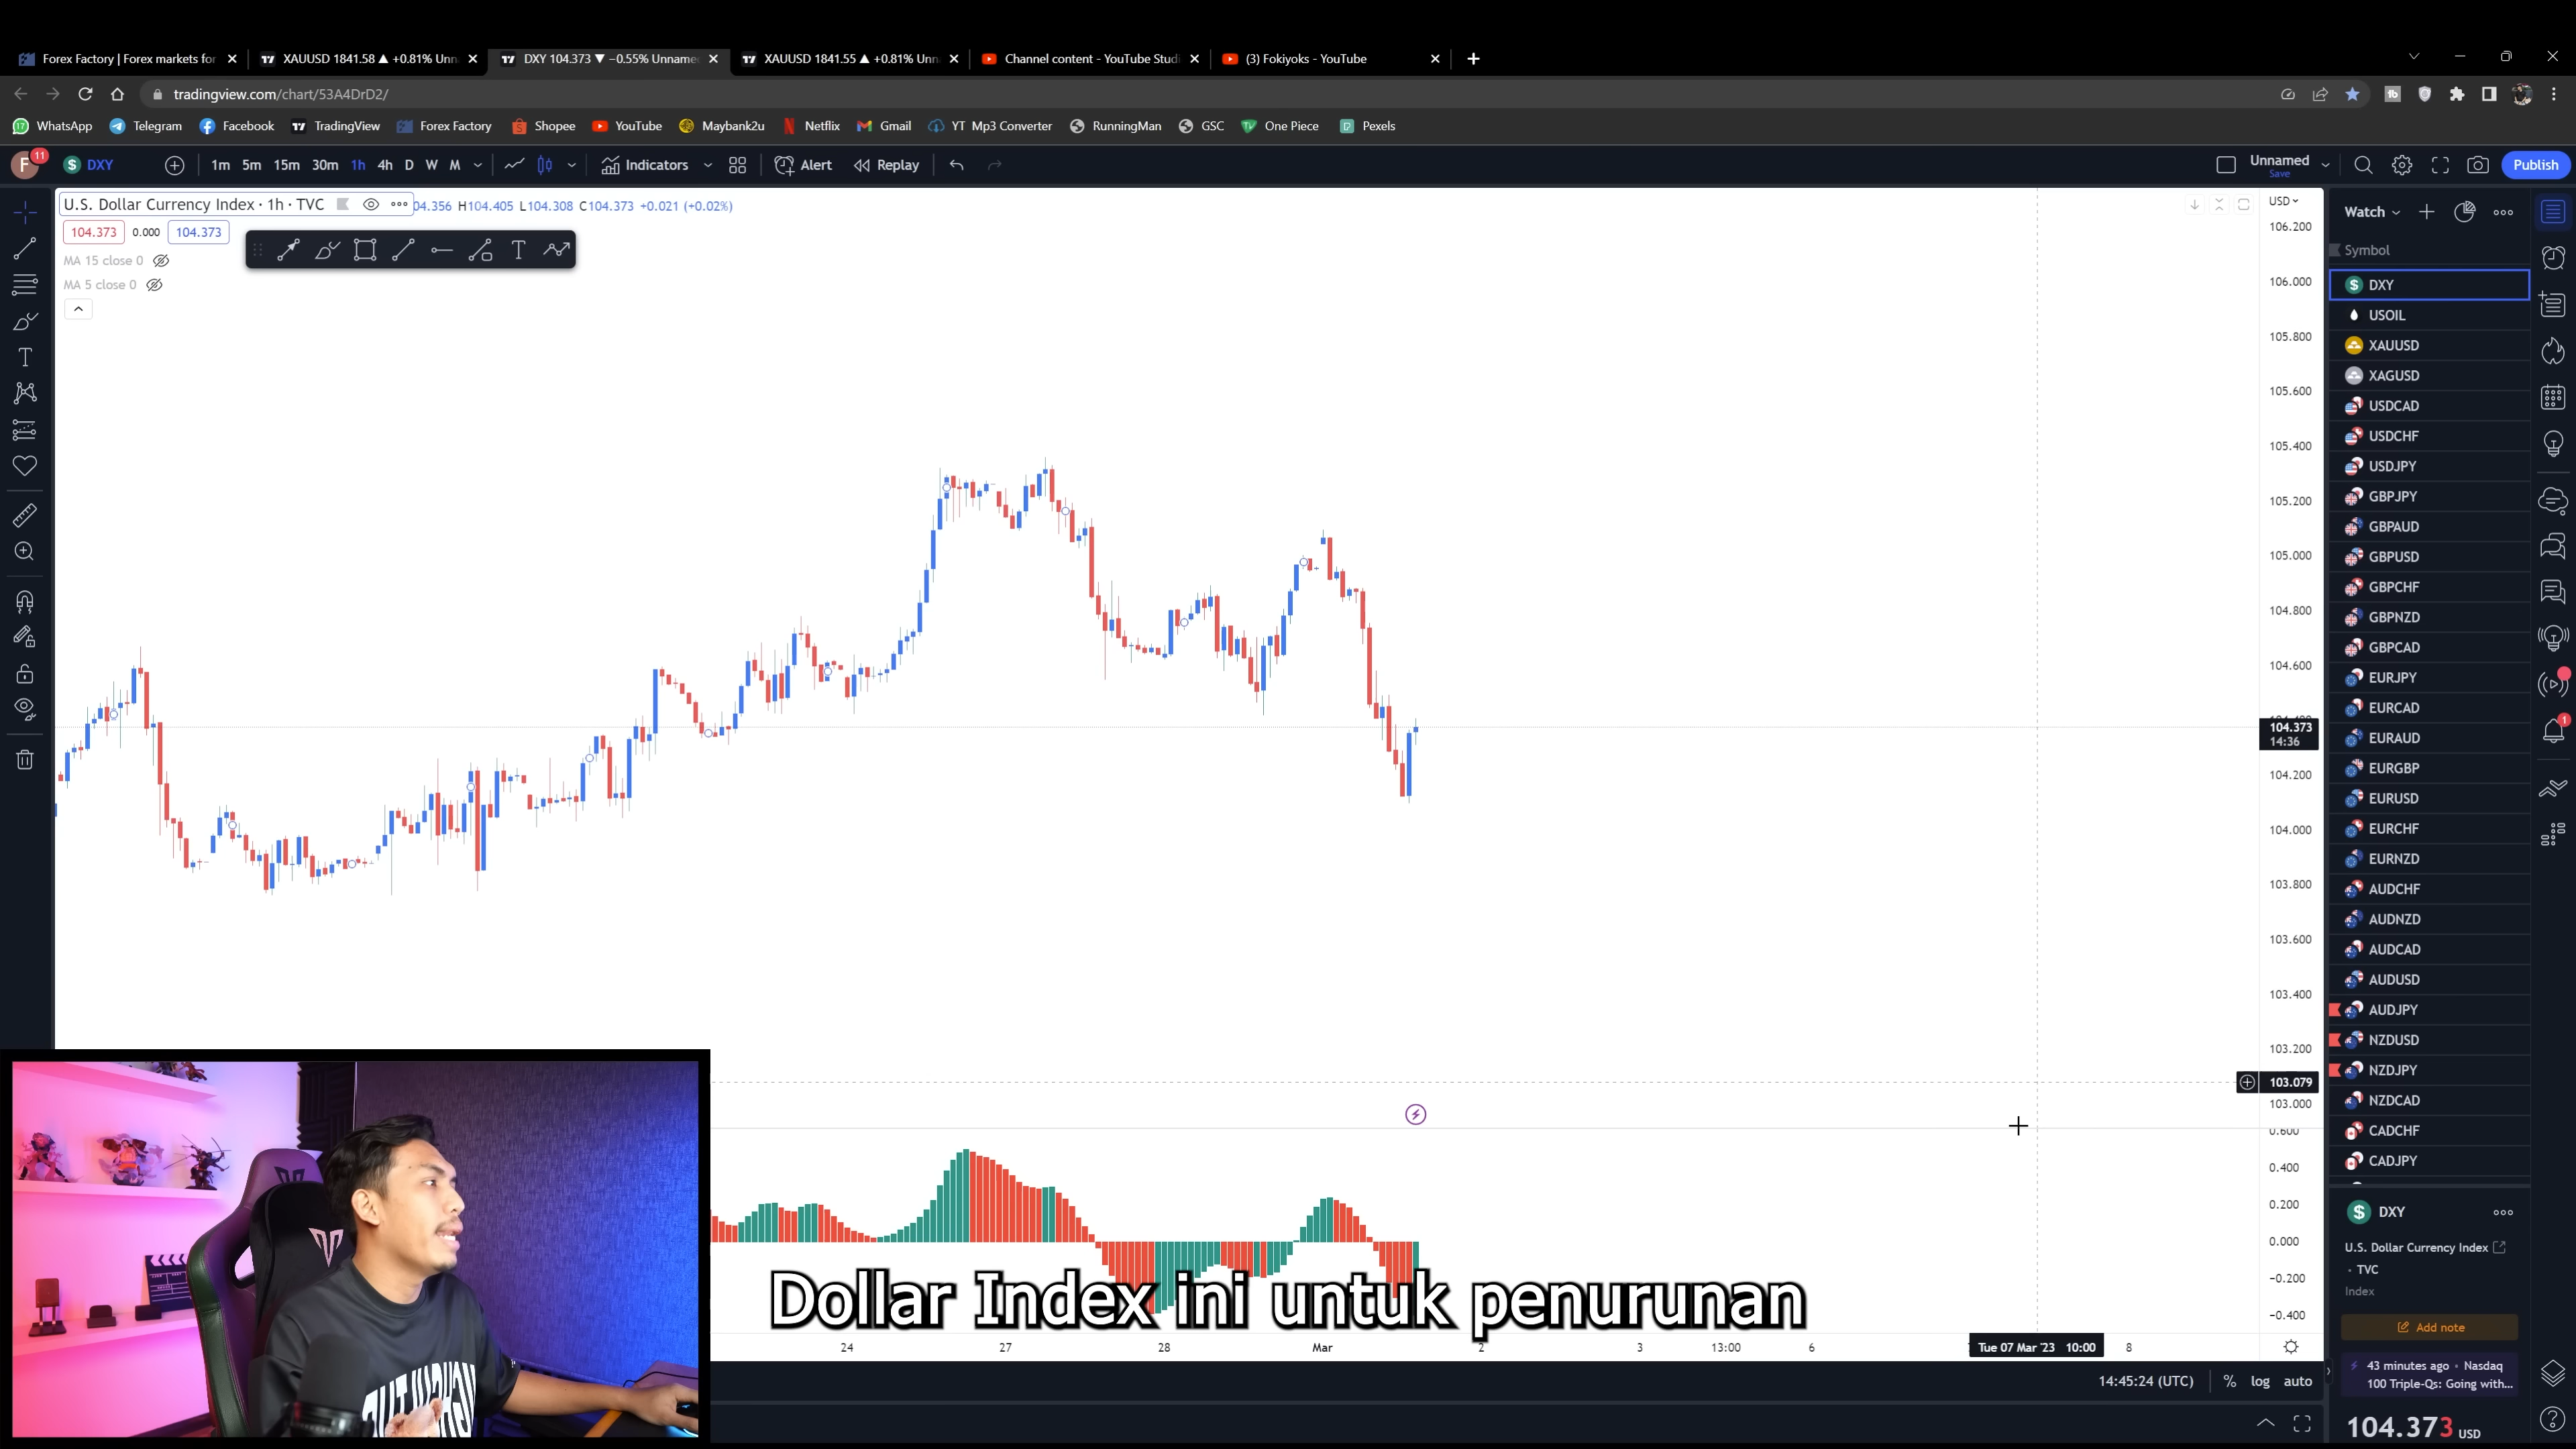 Forex Factory | Forex markets for
XAUUSD 1841.58 ▲ +0.81% Unn
DXY 104.373 ▼ −0.55% Unname
XAUUSD 1841.55 ▲ +0.81% Un
Channel content - YouTube Studi
(3) Fokiyoks - YouTube
tradingview.com/chart/53A4DrD2/
WhatsApp Telegram Facebook TradingView Forex Factory Shopee YouTube Maybank2u Netflix Gmail YT Mp3 Converter RunningMan GSC One Piece Pexels
F 11 DXY 1m 5m 15m 30m 1h 4h D W M Indicators Alert Replay Unnamed Save Publish
U.S. Dollar Currency Index · 1h · TVC 04.356 H104.405 L104.308 C104.373 +0.021 (+0.02%)
104.373 0.000 104.373
MA 15 close 0
MA 5 close 0
USD
106.200
106.000
105.800
105.600
105.400
105.200
105.000
104.800
104.600
104.373
14:36
104.200
104.000
103.800
103.600
103.400
103.200
103.079
103.000
0.600
0.400
0.200
0.000
−0.200
−0.400
Watch
Symbol
DXY
USOIL
XAUUSD
XAGUSD
USDCAD
USDCHF
USDJPY
GBPJPY
GBPAUD
GBPUSD
GBPCHF
GBPNZD
GBPCAD
EURJPY
EURCAD
EURAUD
EURGBP
EURUSD
EURCHF
EURNZD
AUDCHF
AUDNZD
AUDCAD
AUDUSD
AUDJPY
NZDUSD
NZDJPY
NZDCAD
CADCHF
CADJPY
1
DXY
U.S. Dollar Currency Index
• TVC
Index
Add note
43 minutes ago • Nasdaq
100 Triple-Qs: Going with...
104.373 USD
Dollar Index ini untuk penurunan
24 27 28 Mar 2 3 13:00 6 Tue 07 Mar '23 10:00 8
14:45:24 (UTC) % log auto